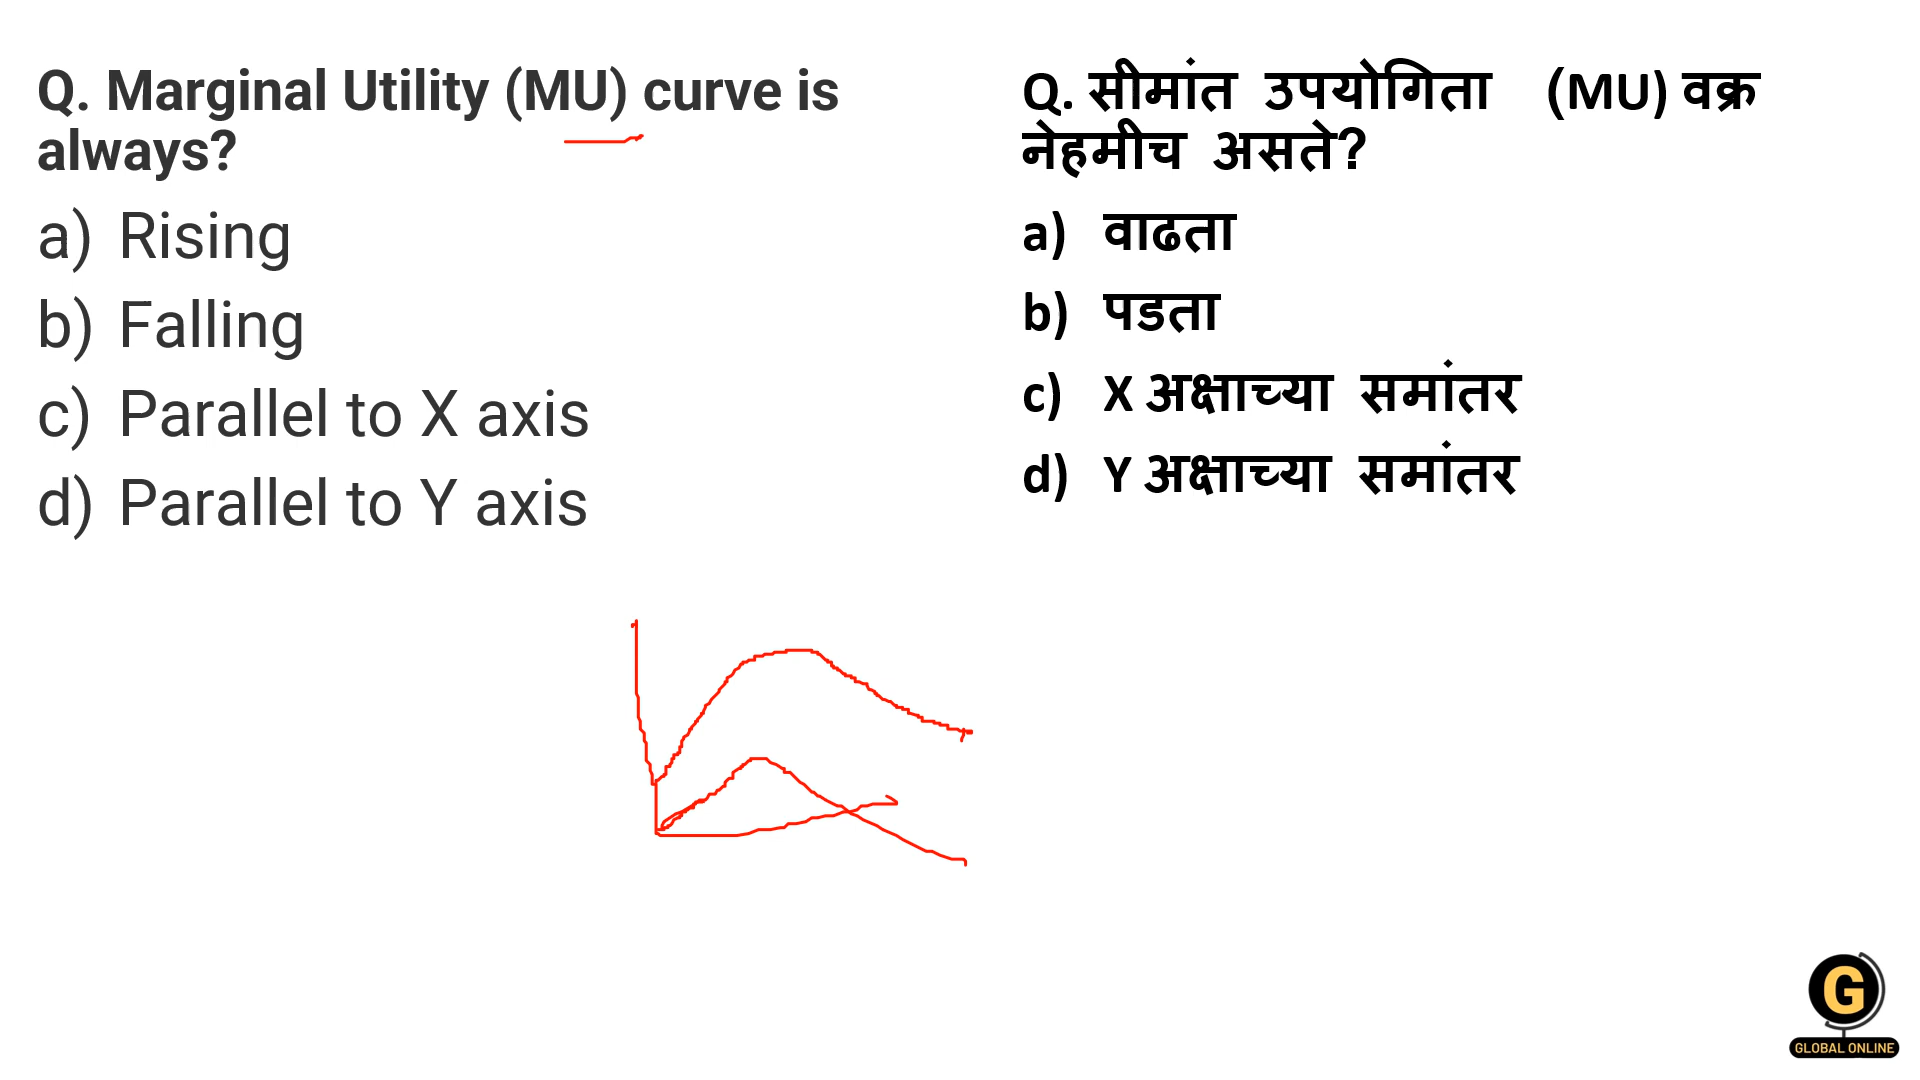 Q. Marginal Utility (MU) curve is
always?
a) Rising
b) Falling
c) Parallel to X axis
d) Parallel to Y axis
Q. सीमांत उपयोगिता (MU) वक्र
नेहमीच असते?
a) वाढता
b) पडता
c) X अक्षाच्या समांतर
d) Y अक्षाच्या समांतर
G
GLOBAL ONLINE